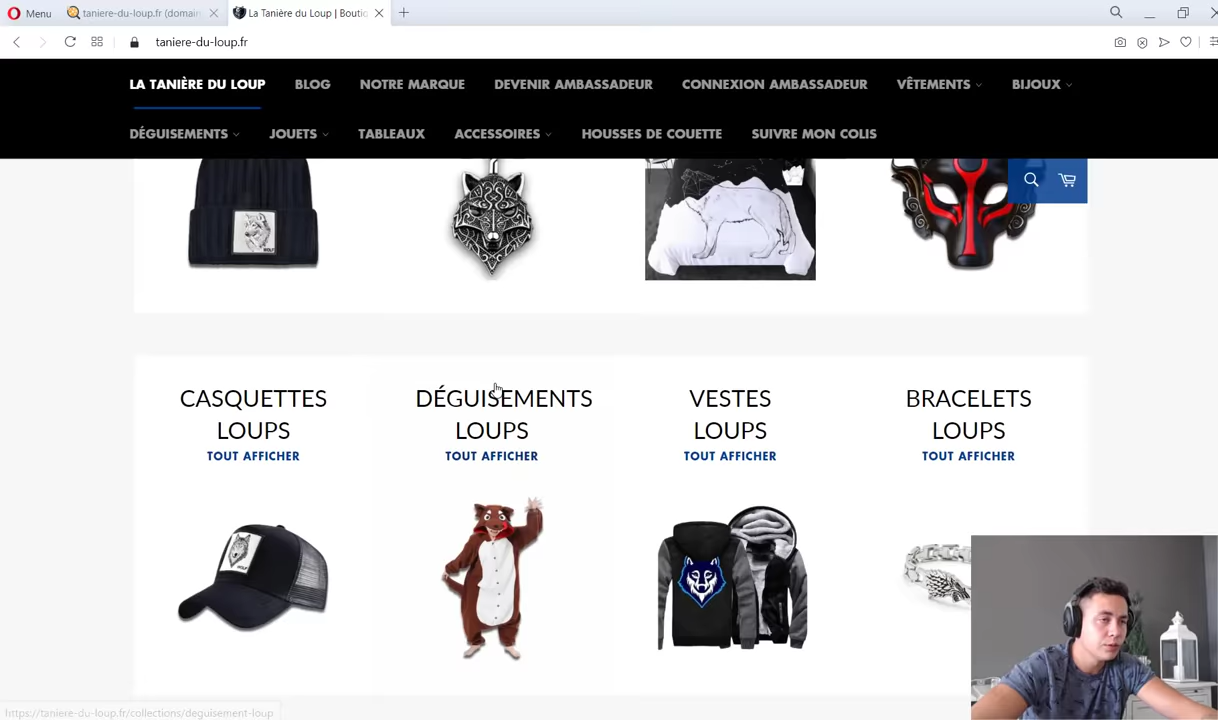 Menu
taniere-du-loup.fr (domain
La Tanière du Loup | Boutiq
taniere-du-loup.fr
LA TANIÈRE DU LOUP BLOG NOTRE MARQUE DEVENIR AMBASSADEUR CONNEXION AMBASSADEUR VÊTEMENTS BIJOUX
DÉGUISEMENTS JOUETS TABLEAUX ACCESSOIRES HOUSSES DE COUETTE SUIVRE MON COLIS
CASQUETTES
LOUPS
TOUT AFFICHER
DÉGUISEMENTS
LOUPS
TOUT AFFICHER
VESTES
LOUPS
TOUT AFFICHER
BRACELETS
LOUPS
TOUT AFFICHER
WOLF
WOLF
https://taniere-du-loup.fr/collections/deguisement-loup